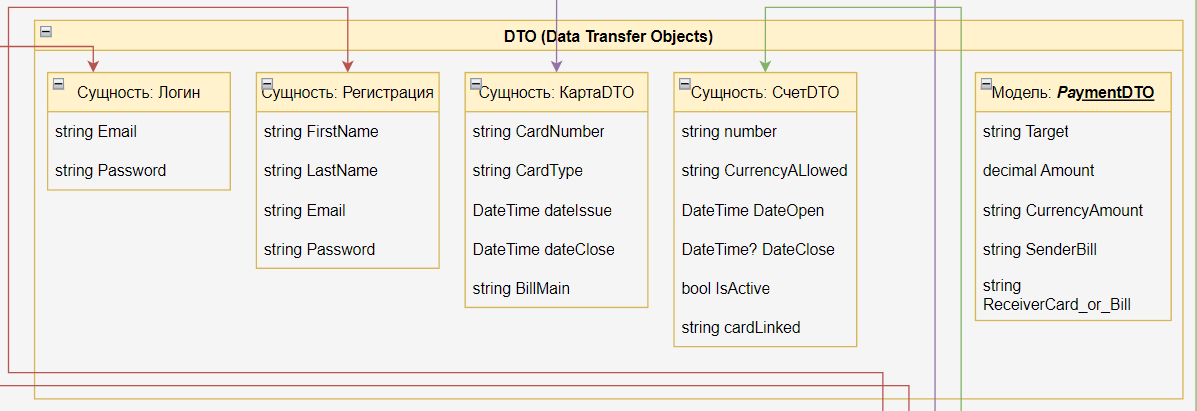 DTO (Data Transfer Objects)
Сущность: Логин
string Email
string Password
Сущность: Регистрация
string FirstName
string LastName
string Email
string Password
Сущность: КартаDTO
string CardNumber
string CardType
DateTime dateIssue
DateTime dateClose
string BillMain
Сущность: СчетDTO
string number
string CurrencyALlowed
DateTime DateOpen
DateTime? DateClose
bool IsActive
string cardLinked
Модель: PaymentDTO
string Target
decimal Amount
string CurrencyAmount
string SenderBill
string
ReceiverCard_or_Bill